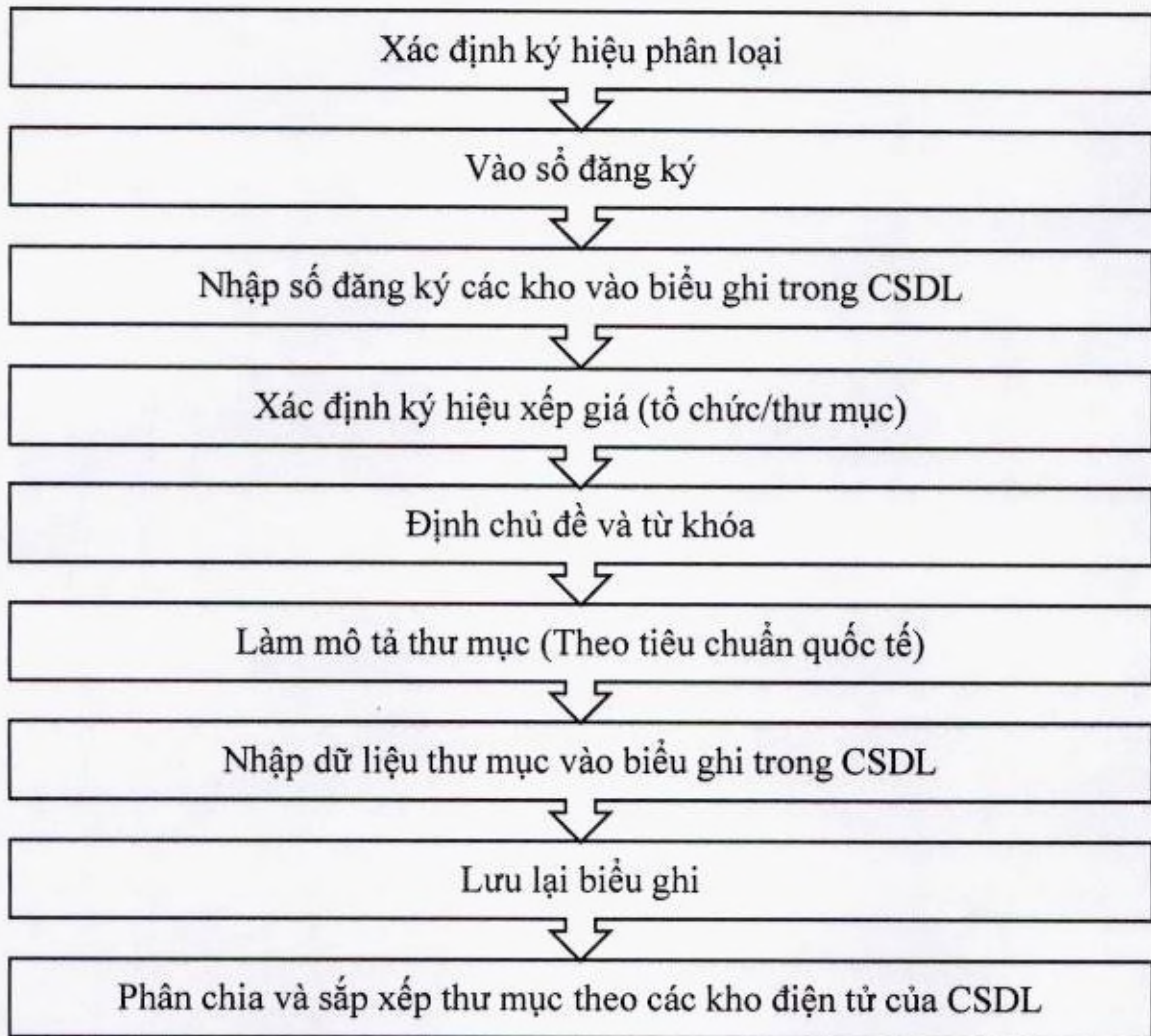 Xác định ký hiệu phân loại
Vào sổ đăng ký
Nhập số đăng ký các kho vào biểu ghi trong CSDL
Xác định ký hiệu xếp giá (tổ chức/thư mục)
Định chủ đề và từ khóa
Làm mô tả thư mục (Theo tiêu chuẩn quốc tế)
Nhập dữ liệu thư mục vào biểu ghi trong CSDL
Lưu lại biểu ghi
Phân chia và sắp xếp thư mục theo các kho điện tử của CSDL